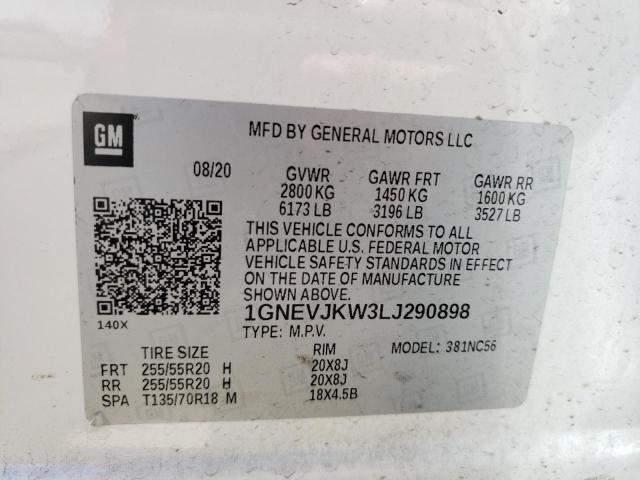 GM
MFD BY GENERAL MOTORS LLC
08/20 GVWR GAWR FRT GAWR RR
2800 KG 1450 KG 1600 KG
6173 LB 3196 LB 3527 LB
THIS VEHICLE CONFORMS TO ALL
APPLICABLE U.S. FEDERAL MOTOR
VEHICLE SAFETY STANDARDS IN EFFECT
ON THE DATE OF MANUFACTURE
SHOWN ABOVE.
1GNEVJKW3LJ290898
140X
TYPE: M.P.V. MODEL: 381NC56
TIRE SIZE RIM
FRT 255/55R20 H 20X8J
RR 255/55R20 H 20X8J
SPA T135/70R18 M 18X4.5B